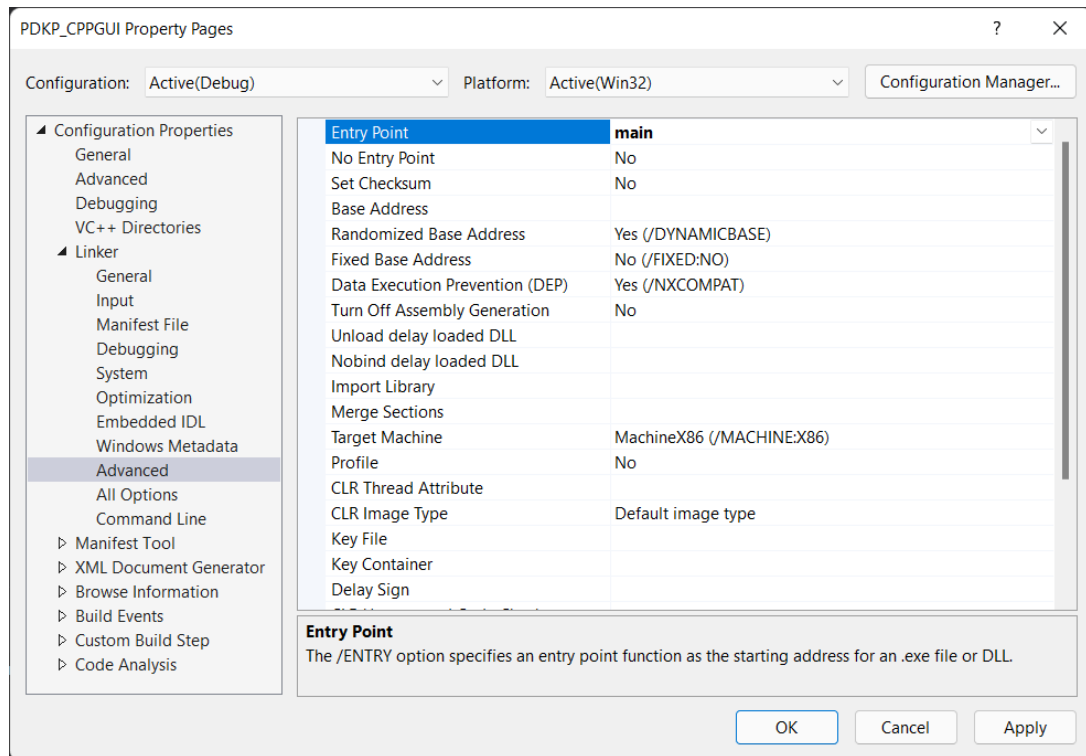 PDKP_CPPGUI Property Pages
?
Configuration: Active(Debug) Platform: Active(Win32) Configuration Manager...
Configuration Properties
General
Advanced
Debugging
VC++ Directories
Linker
General
Input
Manifest File
Debugging
System
Optimization
Embedded IDL
Windows Metadata
Advanced
All Options
Command Line
Manifest Tool
XML Document Generator
Browse Information
Build Events
Custom Build Step
Code Analysis
Entry Point main
No Entry Point No
Set Checksum No
Base Address
Randomized Base Address Yes (/DYNAMICBASE)
Fixed Base Address No (/FIXED:NO)
Data Execution Prevention (DEP) Yes (/NXCOMPAT)
Turn Off Assembly Generation No
Unload delay loaded DLL
Nobind delay loaded DLL
Import Library
Merge Sections
Target Machine MachineX86 (/MACHINE:X86)
Profile No
CLR Thread Attribute
CLR Image Type Default image type
Key File
Key Container
Delay Sign
Entry Point
The /ENTRY option specifies an entry point function as the starting address for an .exe file or DLL.
OK Cancel Apply